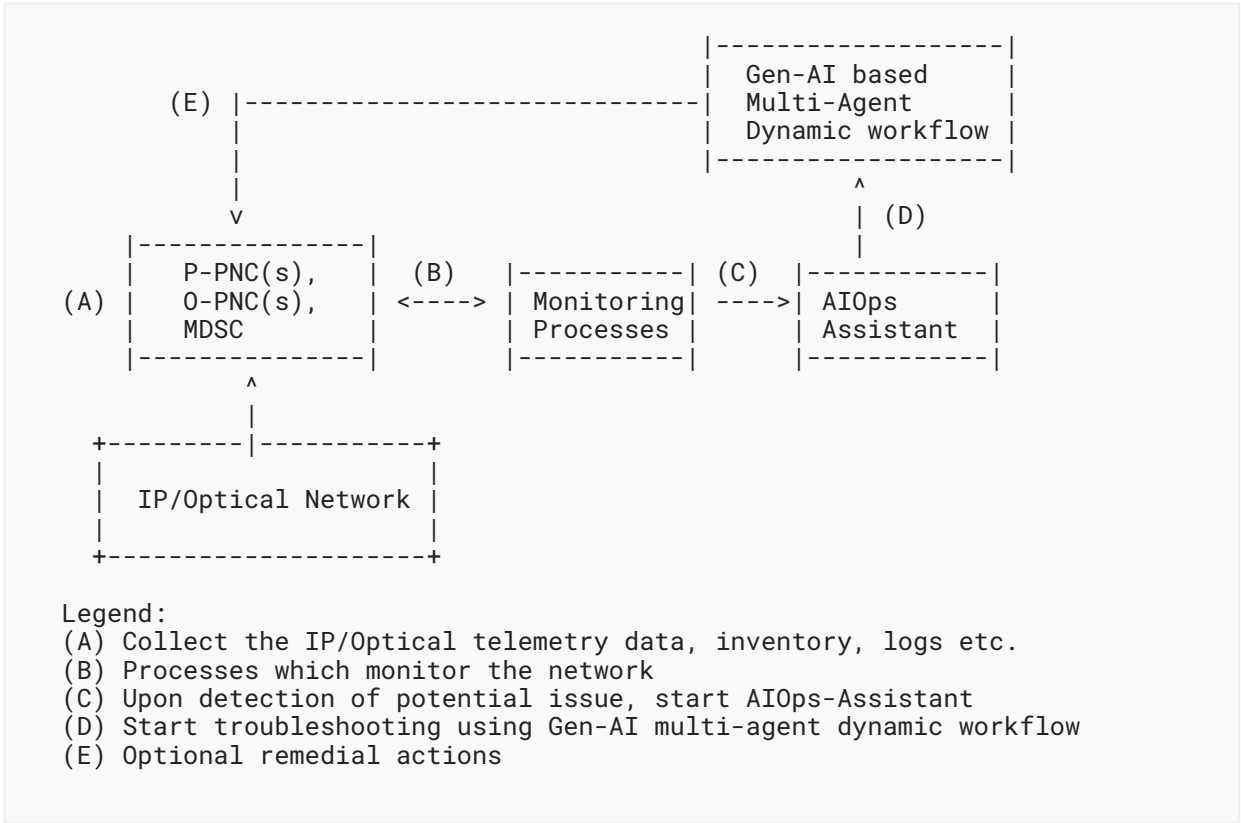 |-------------------|
                                           |  Gen-AI based     |
       (E) |------------------------------|  Multi-Agent      |
           |                               |  Dynamic workflow |
           |                               |-------------------|
           |                                         ^
           v                                         | (D)
    |---------------|                                |
    |   P-PNC(s),   |  (B)   |-----------| (C)  |------------|
(A) |   O-PNC(s),   | <----> | Monitoring| ---->| AIOps      |
    |   MDSC        |        | Processes |      | Assistant  |
    |---------------|        |-----------|      |------------|
            ^
            |
  +---------|-----------+
  |                     |
  |  IP/Optical Network |
  |                     |
  +---------------------+
Legend:
(A) Collect the IP/Optical telemetry data, inventory, logs etc.
(B) Processes which monitor the network
(C) Upon detection of potential issue, start AIOps-Assistant
(D) Start troubleshooting using Gen-AI multi-agent dynamic workflow
(E) Optional remedial actions